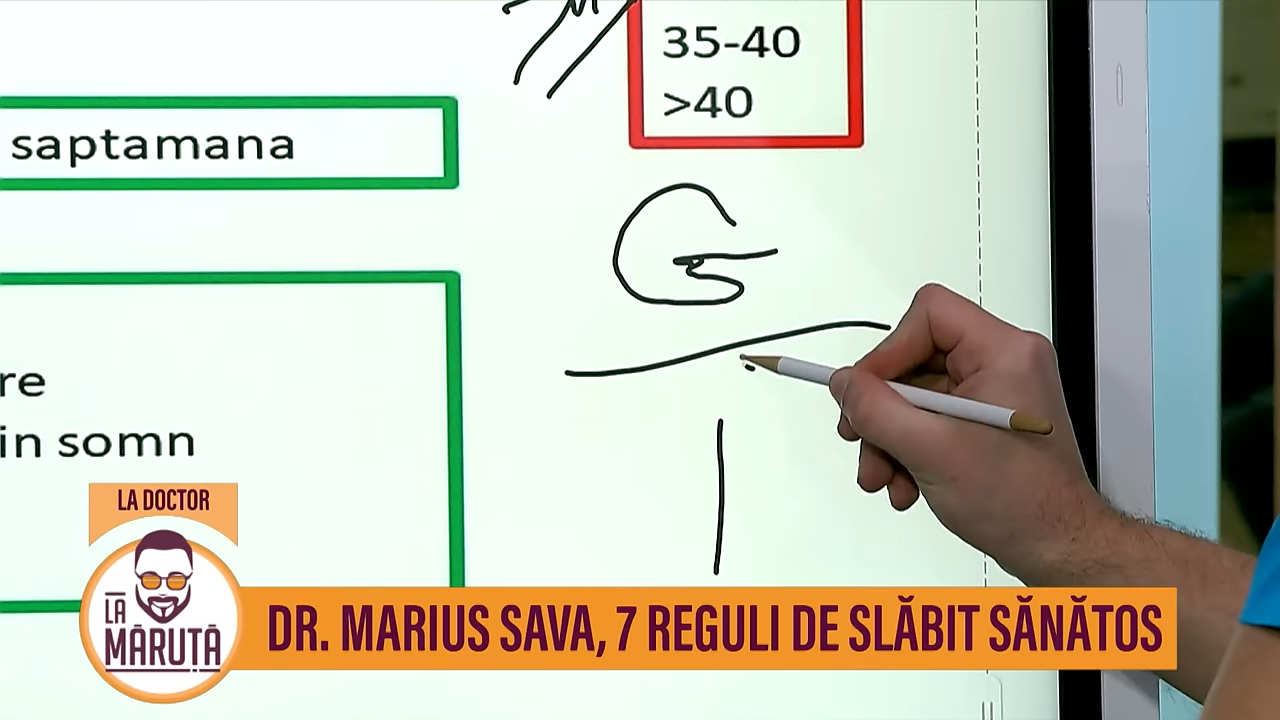 35-40
>40
saptamana
G
I
re
in somn
LA DOCTOR
LA
MĂRUȚĂ
DR. MARIUS SAVA, 7 REGULI DE SLĂBIT SĂNĂTOS